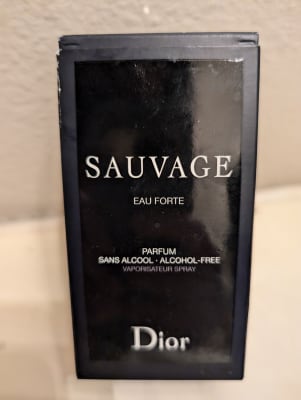 SAUVAGE
EAU FORTE
PARFUM
SANS ALCOOL · ALCOHOL-FREE
VAPORISATEUR SPRAY
Dior